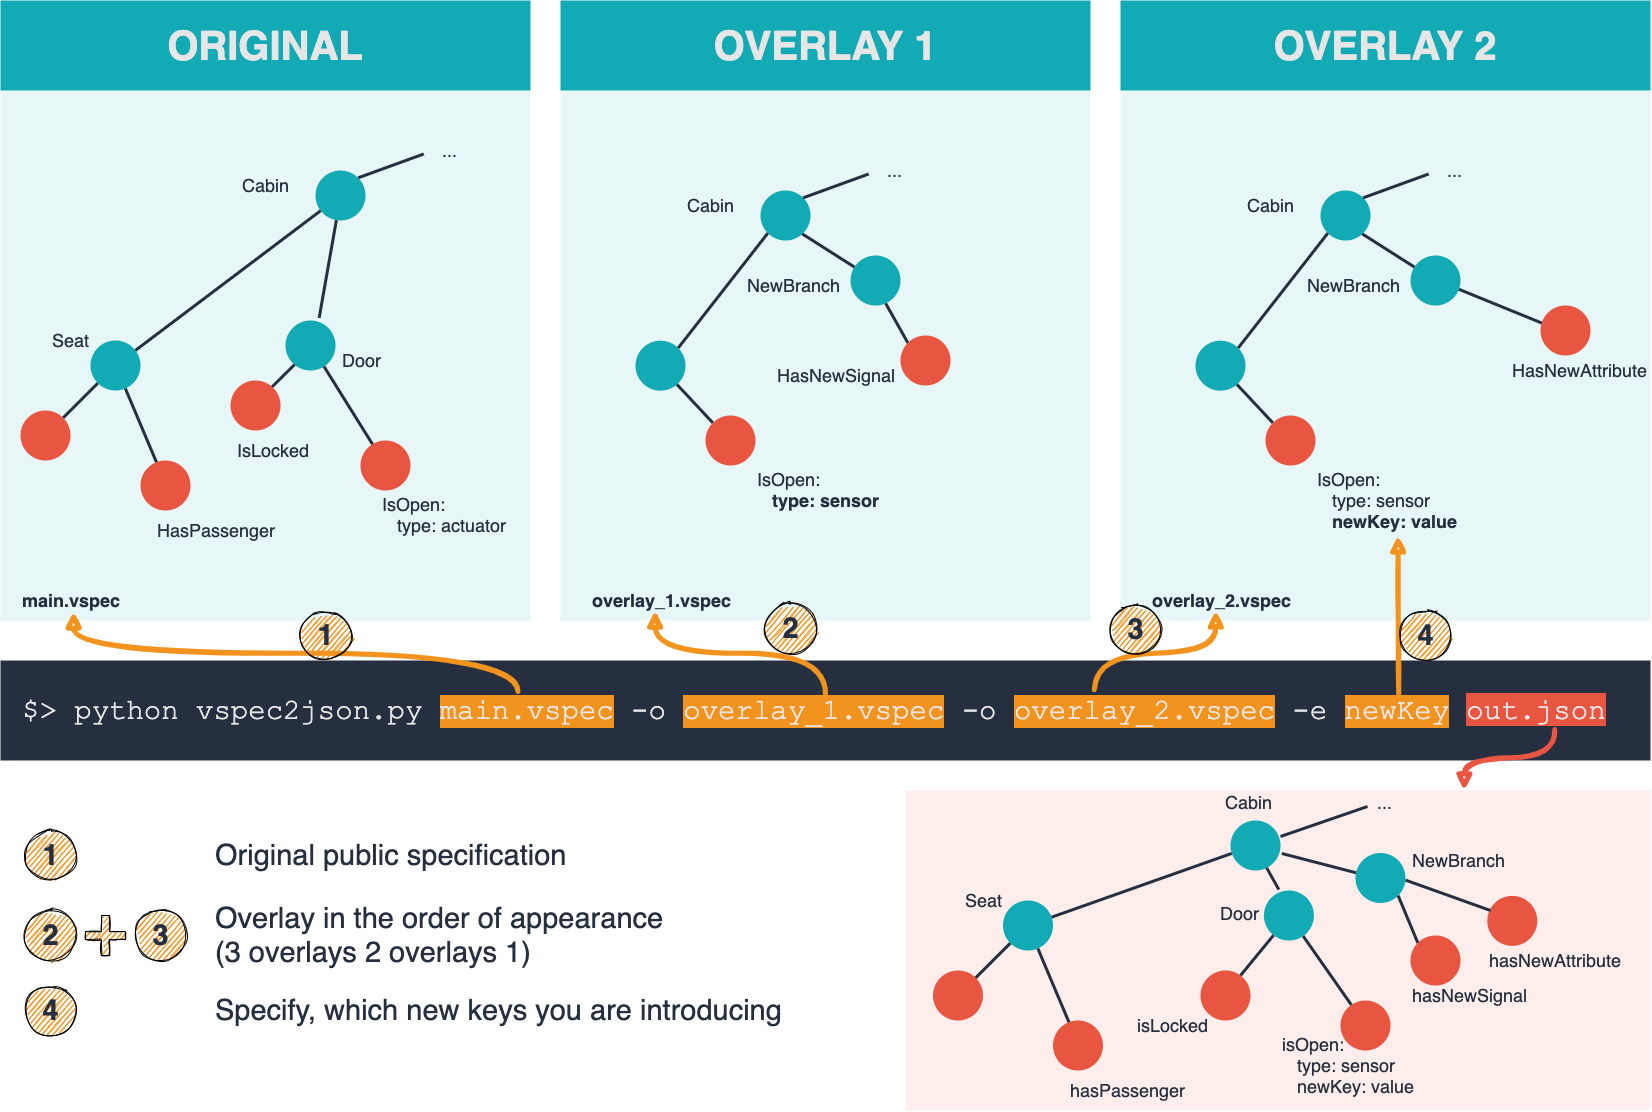 ORIGINAL
...
Cabin
Seat
Door
IsLocked
IsOpen:
type: actuator
HasPassenger
main.vspec
OVERLAY 1
...
Cabin
NewBranch
HasNewSignal
IsOpen:
type: sensor
overlay_1.vspec
OVERLAY 2
...
Cabin
NewBranch
HasNewAttribute
IsOpen:
type: sensor
newKey: value
overlay_2.vspec
1
2
3
4
$> python vspec2json.py main.vspec -o overlay_1.vspec -o overlay_2.vspec -e newKey out.json
1 Original public specification
2 + 3 Overlay in the order of appearance
(3 overlays 2 overlays 1)
4 Specify, which new keys you are introducing
Cabin
...
NewBranch
Seat
Door
hasNewAttribute
hasNewSignal
isLocked
isOpen:
type: sensor
newKey: value
hasPassenger